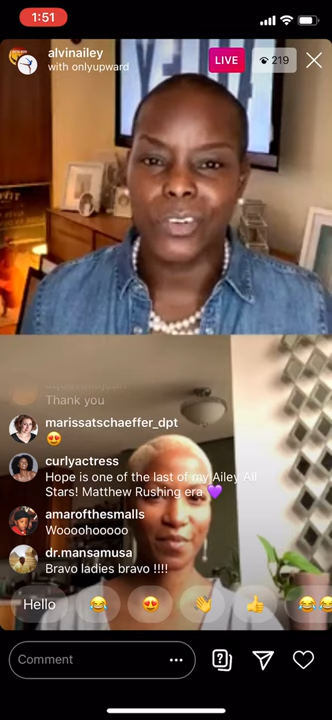 1:51
alvinailey
with onlyupward
LIVE
219
Thank you
marissatschaeffer_dpt
curlyactress
Hope is one of the last of my Ailey All
Stars! Matthew Rushing era 💜
amarofthesmalls
Woooohooooo
dr.mansamusa
Bravo ladies bravo !!!!
Hello
Comment